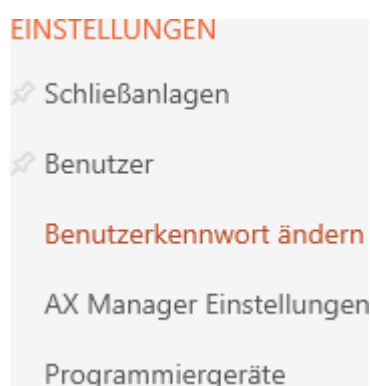 EINSTELLUNGEN
Schließanlagen
Benutzer
Benutzerkennwort ändern
AX Manager Einstellungen
Programmiergeräte